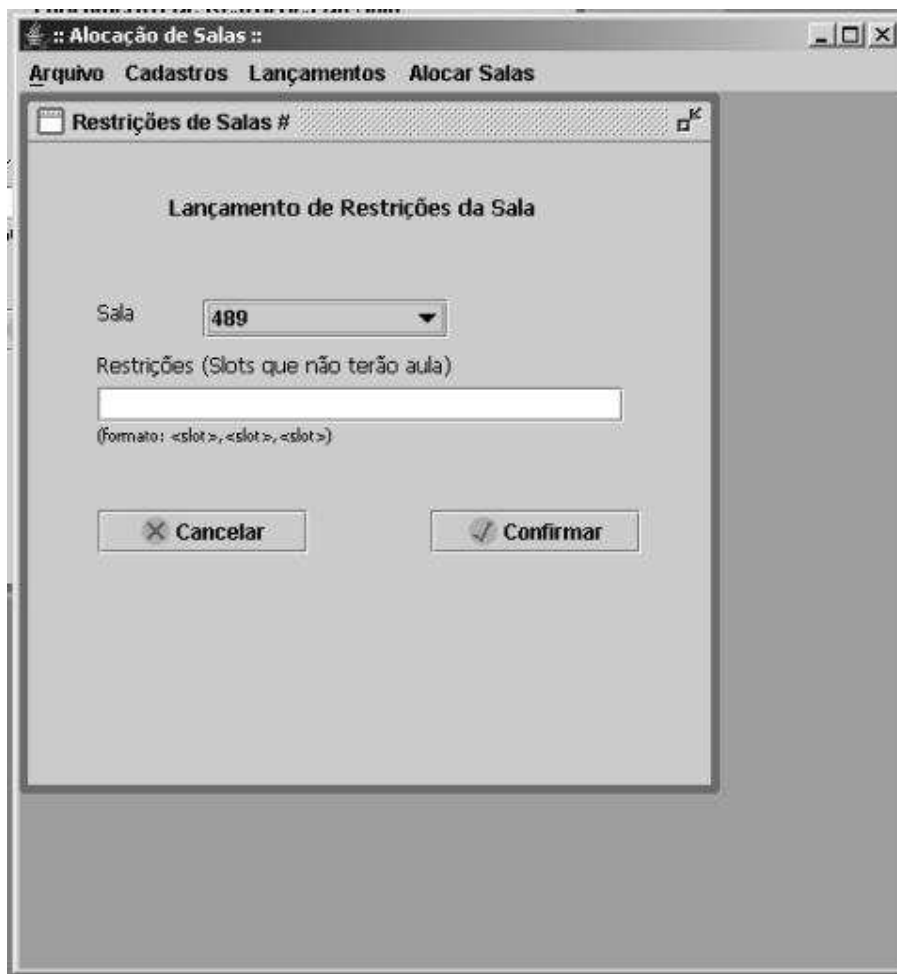 :: Alocação de Salas ::
Arquivo Cadastros Lançamentos Alocar Salas
Restrições de Salas #
Lançamento de Restrições da Sala
Sala 489
Restrições (Slots que não terão aula)
(formato: <slot>,<slot>,<slot>)
Cancelar Confirmar